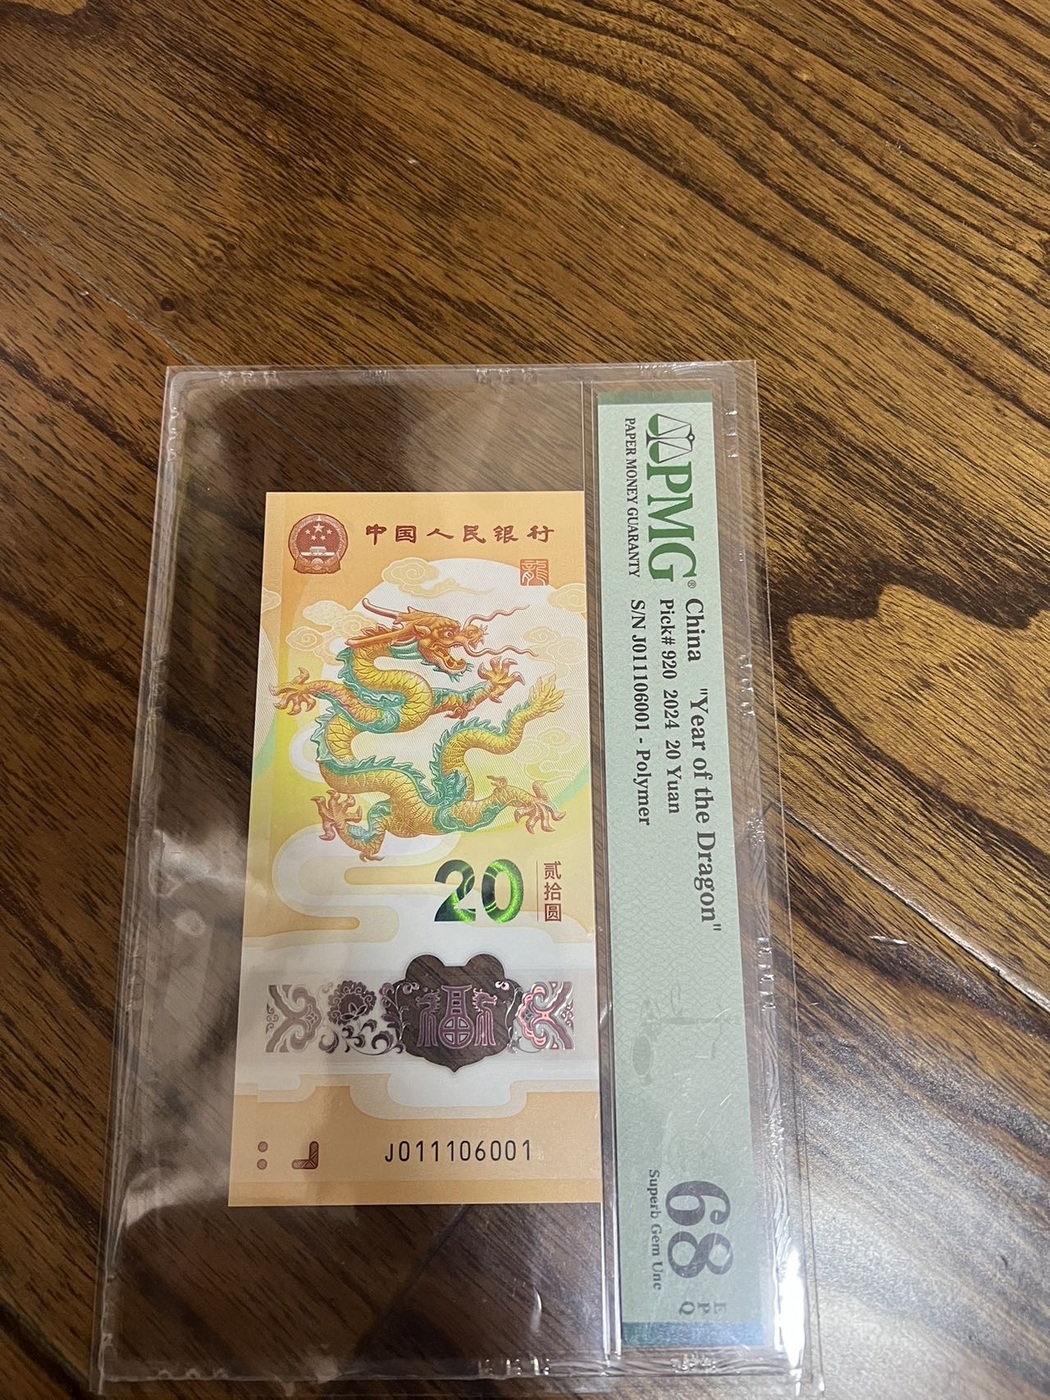 中国人民银行
龍
20
贰拾圆
福
J011106001
PMG®
PAPER MONEY GUARANTY
China "Year of the Dragon"
Pick# 920 2024 20 Yuan
S/N J011106001 - Polymer
68
EPQ
Superb Gem Unc